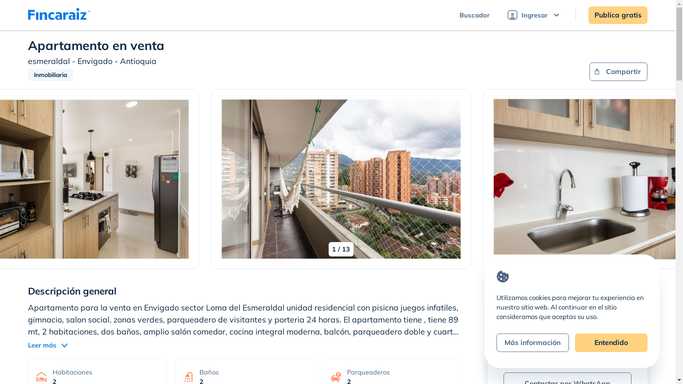 Fincaraiz
Buscador
Ingresar
Publica gratis
Apartamento en venta
esmeraldal - Envigado - Antioquia
Inmobiliaria
Compartir
1 / 13
Descripción general
Apartamento para la venta en Envigado sector Loma del Esmeraldal unidad residencial con pisicna juegos infatiles,
gimnacio, salon social. zonas verdes, parqueadero de visitantes y porteria 24 horas. El apartamento tiene , tiene 89
mt, 2 habitaciones, dos baños, amplio salón comedor, cocina integral moderna, balcón, parqueadero doble y cuart...
Leer más
Habitaciones
2
Baños
2
Parqueaderos
2
Utilizamos cookies para mejorar tu experiencia en
nuestro sitio web. Al continuar en el sitio
consideramos que aceptas su uso.
Más información
Entendido
Contactar por WhatsApp